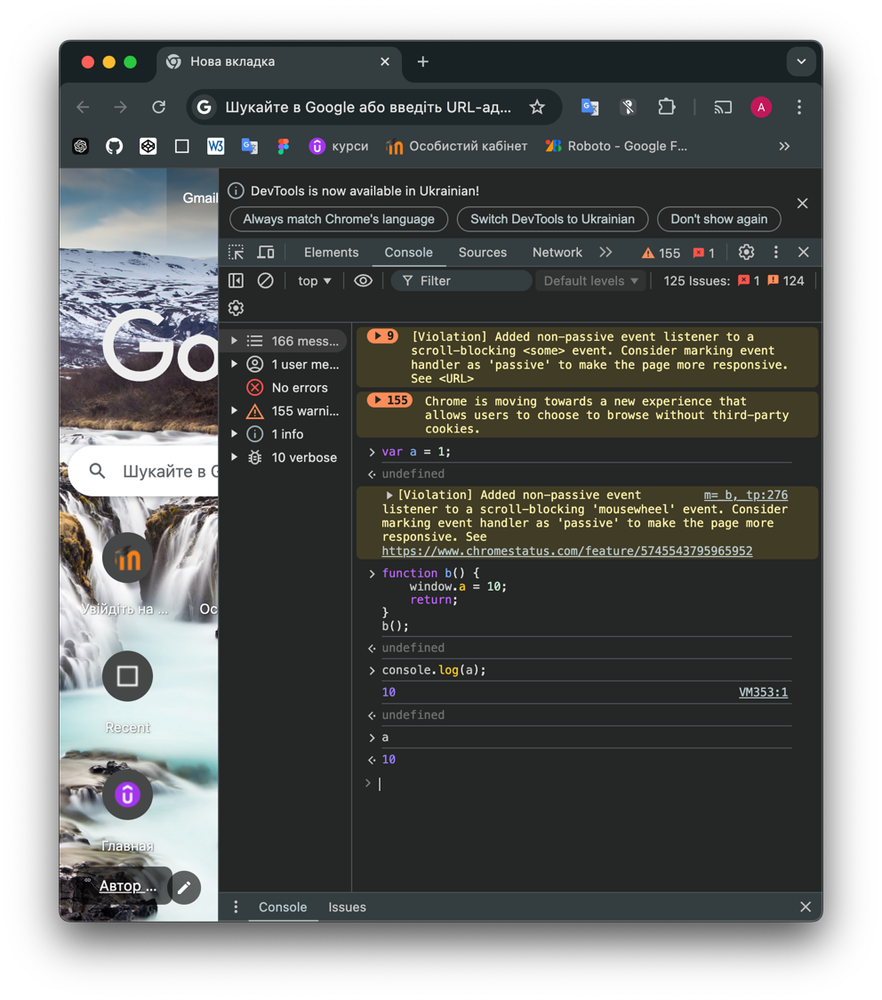 Нова вкладка
Шукайте в Google або введіть URL-ад...
A
W3
курси
Особистий кабінет
Roboto - Google F...
Gmail
DevTools is now available in Ukrainian!
Always match Chrome's language
Switch DevTools to Ukrainian
Don't show again
Elements
Console
Sources
Network
155
1
top
Filter
Default levels
125 Issues:
1
124
166 mess...
1 user me...
No errors
155 warni...
1 info
10 verbose
9
[Violation] Added non-passive event listener to a
scroll-blocking <some> event. Consider marking event
handler as 'passive' to make the page more responsive.
See <URL>
155
Chrome is moving towards a new experience that
allows users to choose to browse without third-party
cookies.
var a = 1;
undefined
[Violation] Added non-passive event m=_b,_tp:276
listener to a scroll-blocking 'mousewheel' event. Consider
marking event handler as 'passive' to make the page more
responsive. See
https://www.chromestatus.com/feature/5745543795965952
function b() {
window.a = 10;
return;
}
b();
undefined
console.log(a);
10 VM353:1
undefined
a
10
Go
Шукайте в G
Увійдіть на ...
Ос
Recent
Главная
Автор ...
Console
Issues